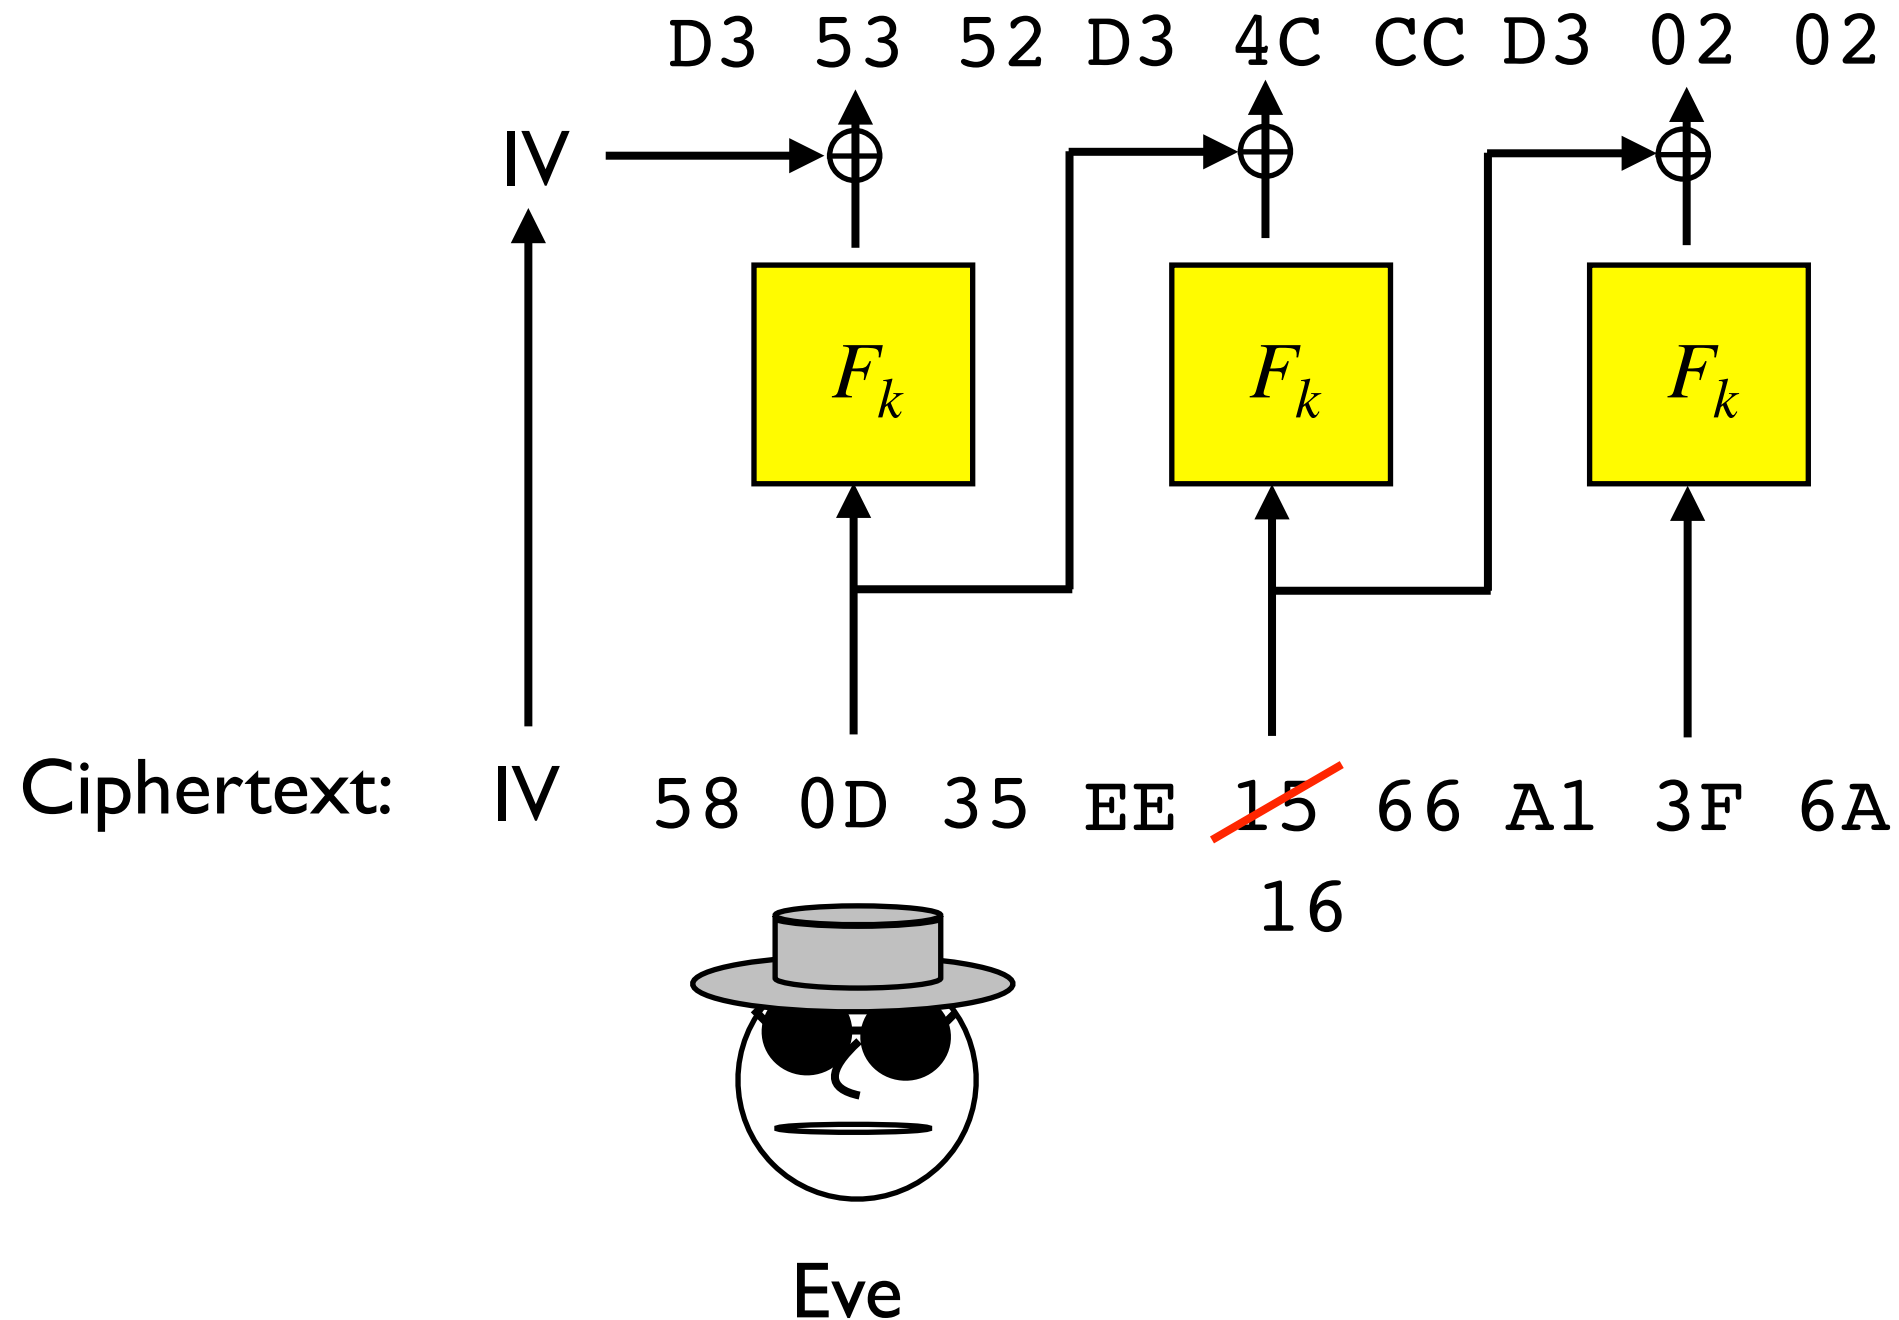 D3 53 52 D3 4C CC D3 02 02
IV
Fk Fk Fk
Ciphertext: IV 58 0D 35 EE 15 66 A1 3F 6A
16
Eve